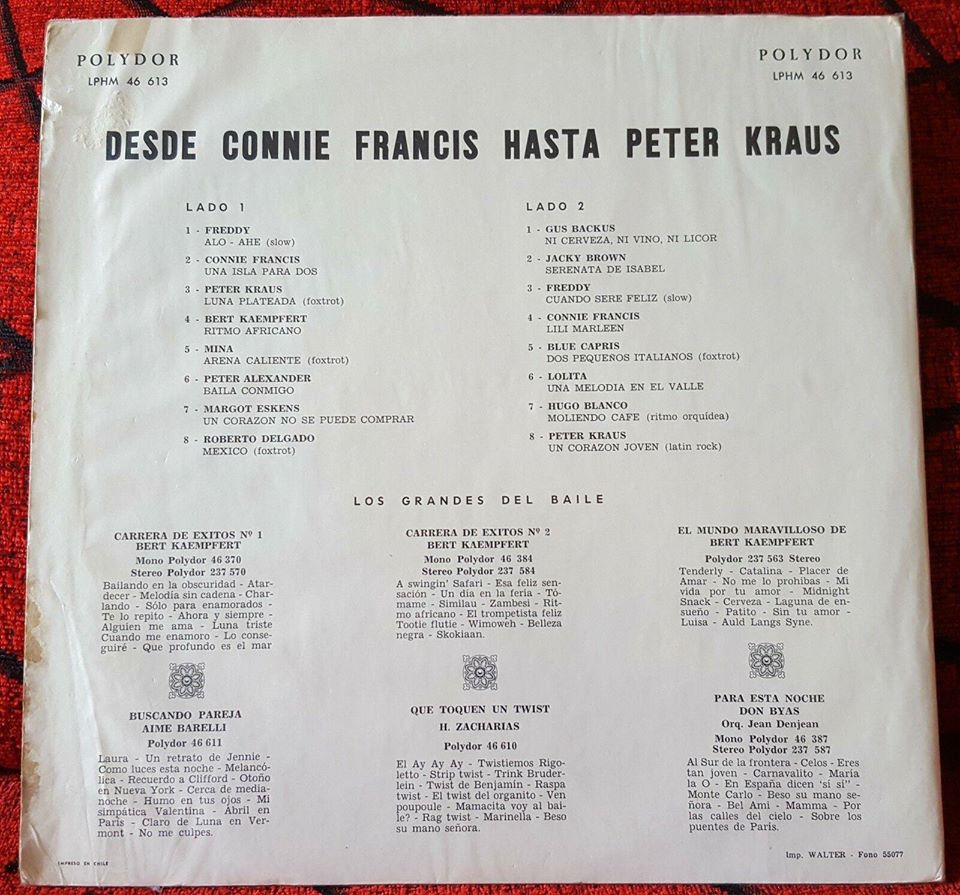 POLYDOR
LPHM 46 613
POLYDOR
LPHM 46 613
DESDE CONNIE FRANCIS HASTA PETER KRAUS
LADO 1
1 - FREDDY
ALO - AHE (slow)
2 - CONNIE FRANCIS
UNA ISLA PARA DOS
3 - PETER KRAUS
LUNA PLATEADA (foxtrot)
4 - BERT KAEMPFERT
RITMO AFRICANO
5 - MINA
ARENA CALIENTE (foxtrot)
6 - PETER ALEXANDER
BAILA CONMIGO
7 - MARGOT ESKENS
UN CORAZON NO SE PUEDE COMPRAR
8 - ROBERTO DELGADO
MEXICO (foxtrot)
LADO 2
1 - GUS BACKUS
NI CERVEZA, NI VINO, NI LICOR
2 - JACKY BROWN
SERENATA DE ISABEL
3 - FREDDY
CUANDO SERE FELIZ (slow)
4 - CONNIE FRANCIS
LILI MARLEEN
5 - BLUE CAPRIS
DOS PEQUEÑOS ITALIANOS (foxtrot)
6 - LOLITA
UNA MELODIA EN EL VALLE
7 - HUGO BLANCO
MOLIENDO CAFE (ritmo orquídea)
8 - PETER KRAUS
UN CORAZON JOVEN (latin rock)
LOS GRANDES DEL BAILE
CARRERA DE EXITOS Nº 1
BERT KAEMPFERT
Mono Polydor 46 370
Stereo Polydor 237 570
Bailando en la obscuridad - Atar-
decer - Melodía sin cadena - Char-
lando - Sólo para enamorados -
Te lo repito - Ahora y siempre -
Alguien me ama - Luna triste
Cuando me enamoro - Lo conse-
guiré - Que profundo es el mar
CARRERA DE EXITOS Nº 2
BERT KAEMPFERT
Mono Polydor 46 384
Stereo Polydor 237 584
A swingin' Safari - Esa feliz sen-
sación - Un día en la feria - Tó-
mame - Similau - Zambesi - Rit-
mo africano - El trompetista feliz
Tootie flutie - Wimoweh - Belleza
negra - Skokiaan.
EL MUNDO MARAVILLOSO DE
BERT KAEMPFERT
Polydor 237 563 Stereo
Tenderly - Catalina - Placer de
Amar - No me lo prohibas - Mi
vida por tu amor - Midnight
Snack - Cerveza - Laguna de en-
sueño - Patito - Sin tu amor -
Luisa - Auld Langs Syne.
BUSCANDO PAREJA
AIME BARELLI
Polydor 46 611
Laura - Un retrato de Jennie -
Como luces esta noche - Melancó-
lica - Recuerdo a Clifford - Otoño
en Nueva York - Cerca de media-
noche - Humo en tus ojos - Mi
simpática Valentina - Abril en
París - Claro de Luna en Ver-
mont - No me culpes.
QUE TOQUEN UN TWIST
H. ZACHARIAS
Polydor 46 610
El Ay Ay Ay - Twistiemos Rigo-
letto - Strip twist - Trink Bruder-
lein - Twist de Benjamín - Raspa
twist - El twist del organito - Ven
poupoule - Mamacita voy al bai-
le? - Rag twist - Marinella - Beso
su mano señora.
PARA ESTA NOCHE
DON BYAS
Orq. Jean Denjean
Mono Polydor 46 387
Stereo Polydor 237 587
Al Sur de la frontera - Celos - Eres
tan joven - Carnavalito - María
la O - En España dicen "si si" -
Monte Carlo - Beso su mano se-
ñora - Bel Ami - Mamma - Por
las calles del cielo - Sobre los
puentes de Paris.
IMPRESO EN CHILE
Imp. WALTER - Fono 55077